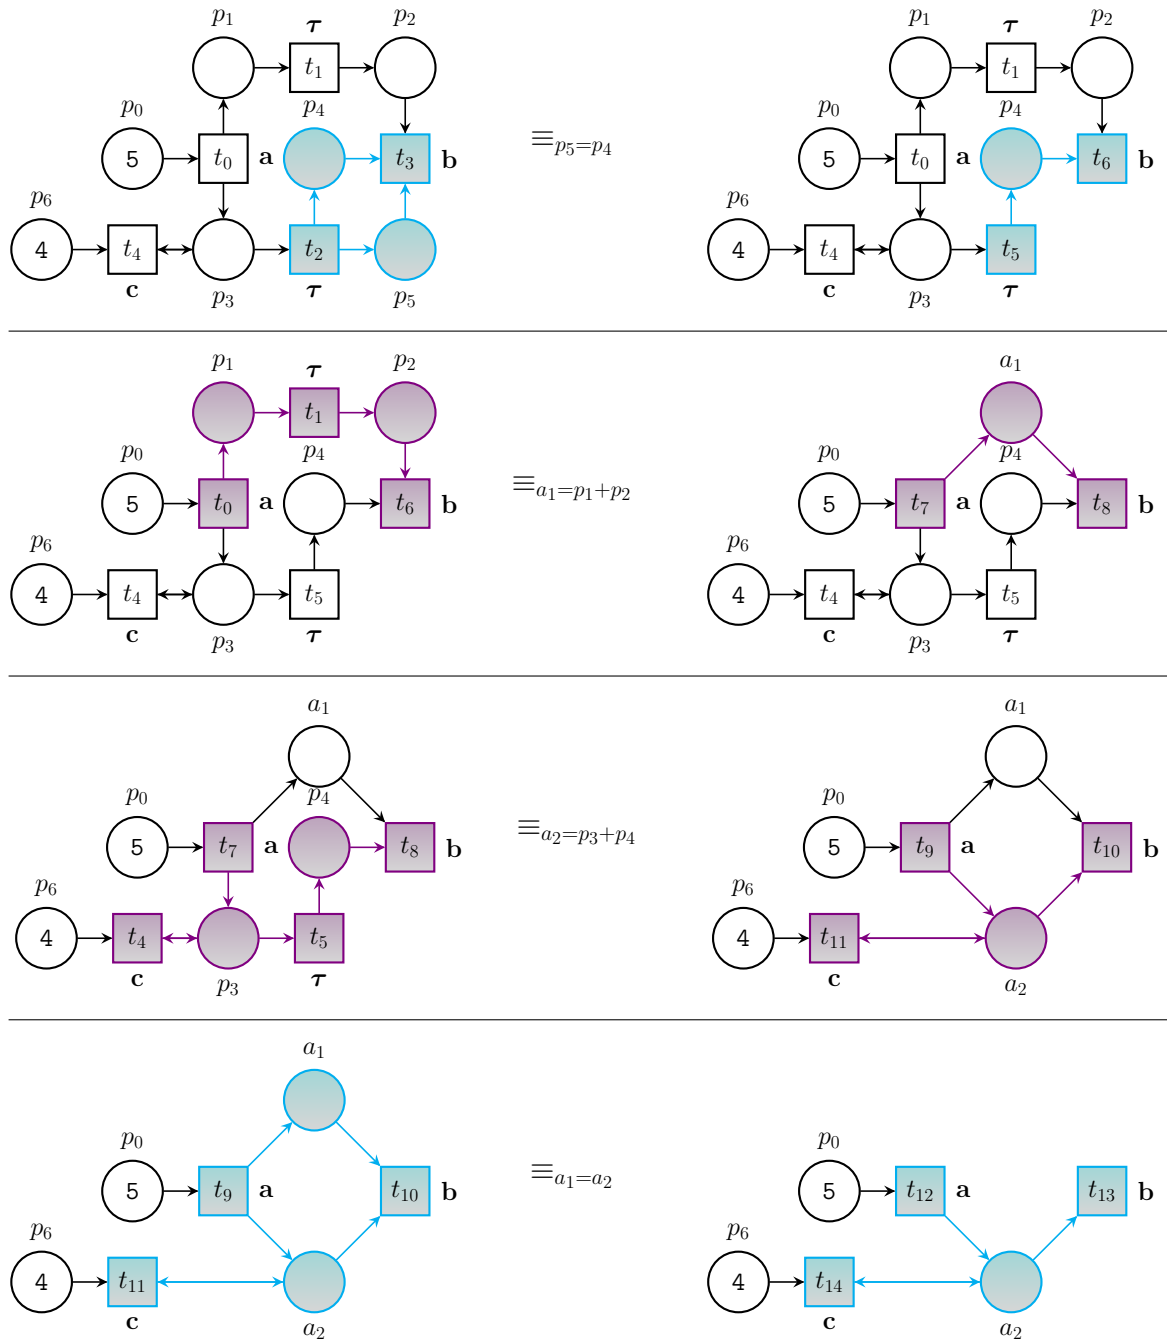 p₁ τ p₂ p₁ τ p₂
t₁ t₁
p₀ p₄ p₀ p₄
5 t₀ a t₃ b ≡p₅=p₄ 5 t₀ a t₆ b
p₆ p₆
4 t₄ t₂ 4 t₄ t₅
c p₃ τ p₅ c p₃ τ
p₁ τ p₂ a₁
t₁
p₀ p₄ p₀ p₄
5 t₀ a t₆ b ≡a₁=p₁+p₂ 5 t₇ a t₈ b
p₆ p₆
4 t₄ t₅ 4 t₄ t₅
c p₃ τ c p₃ τ
a₁ a₁
p₀ p₄ p₀
5 t₇ a t₈ b ≡a₂=p₃+p₄ 5 t₉ a t₁₀ b
p₆ p₆
4 t₄ t₅ 4 t₁₁
c p₃ τ c a₂
a₁
p₀ p₀
5 t₉ a t₁₀ b ≡a₁=a₂ 5 t₁₂ a t₁₃ b
p₆ p₆
4 t₁₁ 4 t₁₄
c a₂ c a₂